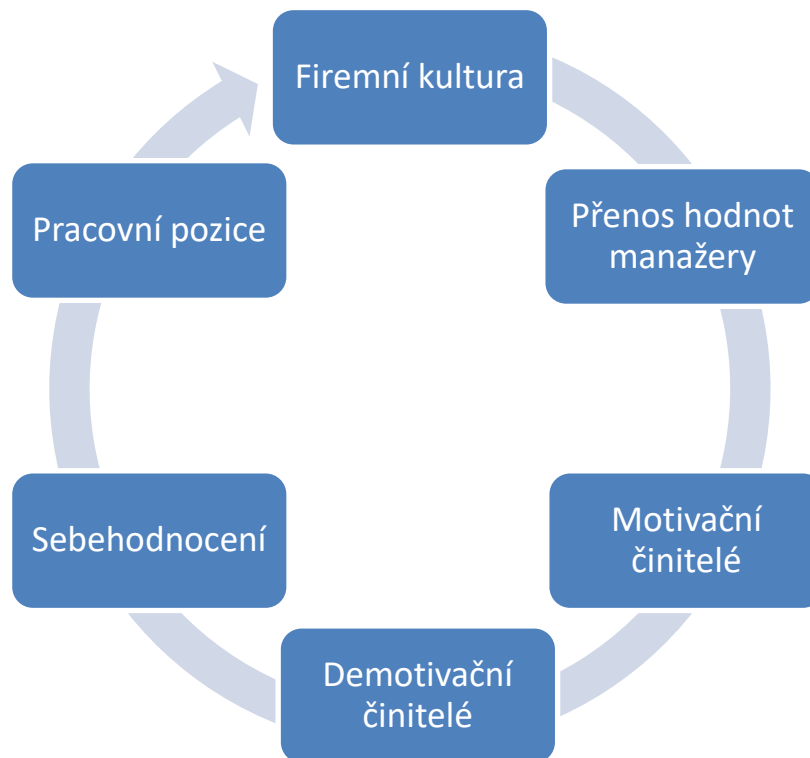 Firemní kultura
Přenos hodnot
manažery
Motivační
činitelé
Demotivační
činitelé
Sebehodnocení
Pracovní pozice